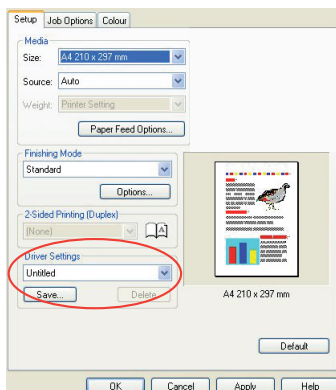 Setup Job Options Colour
Media
Size: A4 210 x 297 mm
Source: Auto
Weight: Printer Setting
Paper Feed Options...
Finishing Mode
Standard
Options...
2-Sided Printing (Duplex)
(None)
A
Driver Settings
Untitled
Save... Delete
A4 210 x 297 mm
Default
OK Cancel Apply Help